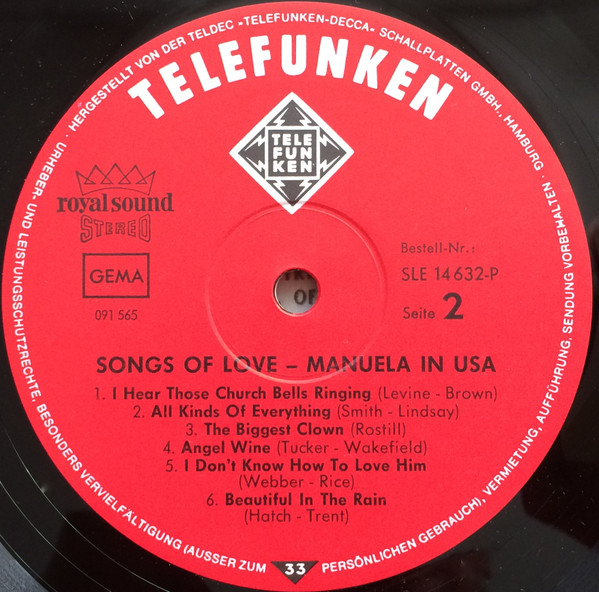 URHEBER- UND LEISTUNGSSCHUTZRECHTE, BESONDERS VERVIELFÄLTIGUNG (AUSSER ZUM PERSÖNLICHEN GEBRAUCH), VERMIETUNG, AUFFÜHRUNG, SENDUNG VORBEHALTEN · HERGESTELLT VON DER TELDEC »TELEFUNKEN-DECCA« SCHALLPLATTEN GMBH., HAMBURG ·
TELEFUNKEN
TELE
FUN
KEN
royal sound
STEREO
GEMA
091 565
Bestell-Nr.:
SLE 14 632-P
Seite 2
OF
SONGS OF LOVE – MANUELA IN USA
1. I Hear Those Church Bells Ringing (Levine - Brown)
2. All Kinds Of Everything (Smith - Lindsay)
3. The Biggest Clown (Rostill)
4. Angel Wine (Tucker - Wakefield)
5. I Don't Know How To Love Him
(Webber - Rice)
6. Beautiful In The Rain
(Hatch - Trent)
33